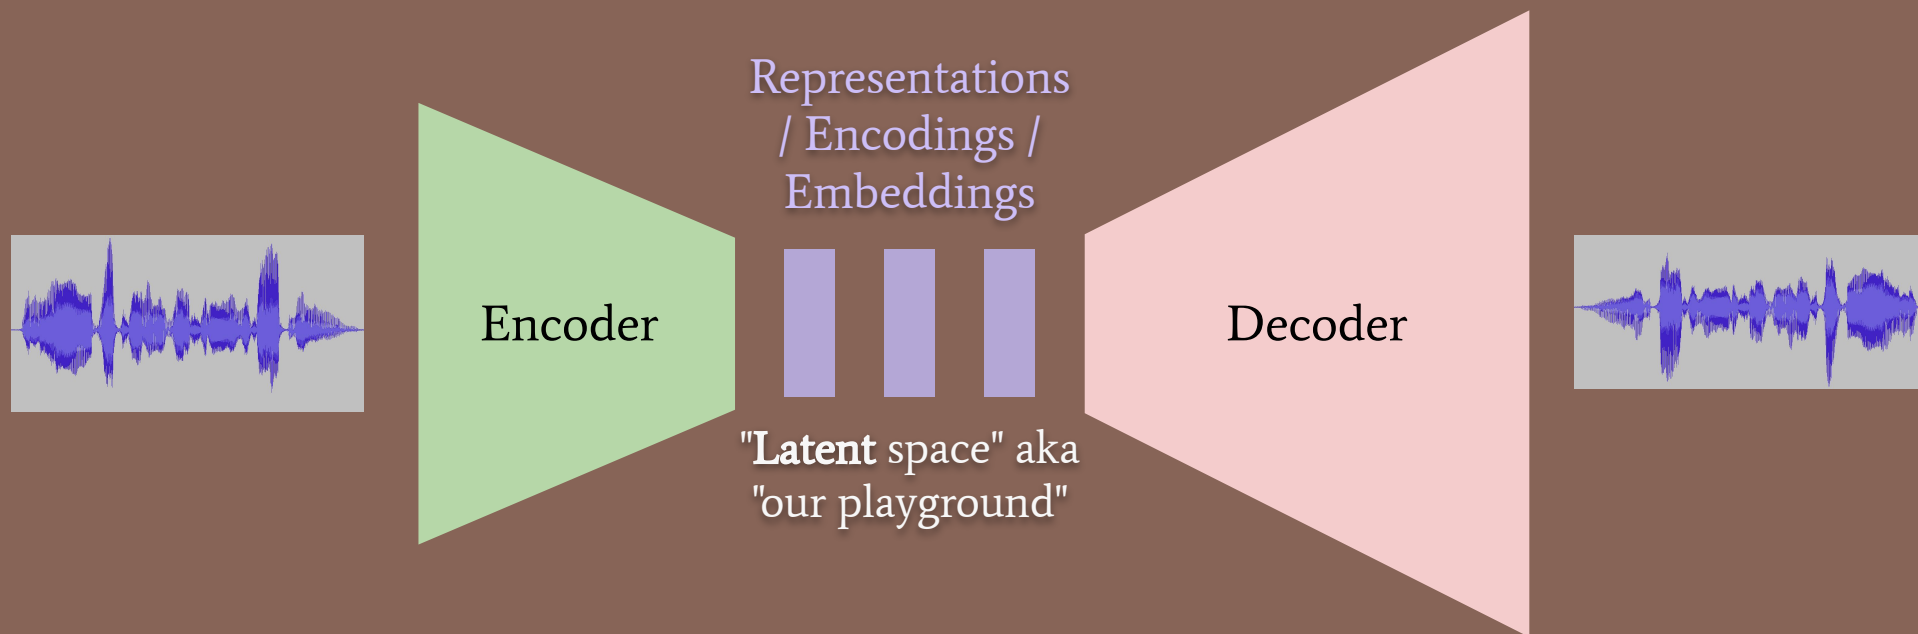 Representations
/ Encodings /
Embeddings
Encoder
Decoder
"Latent space" aka
"our playground"